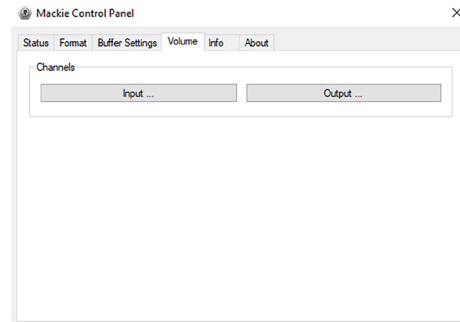 Mackie Control Panel
Status Format Buffer Settings Volume Info About
Channels
Input ... Output ...